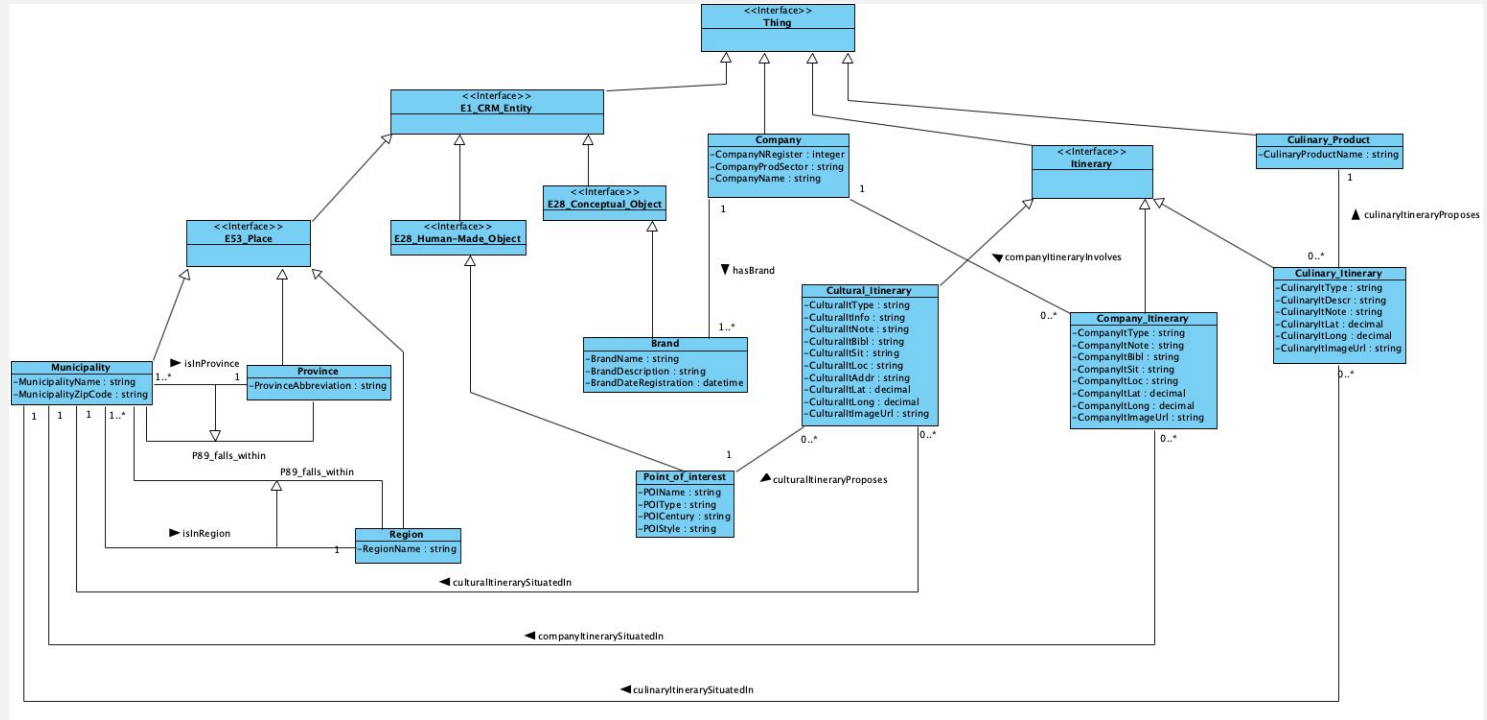 <<Interface>>
Thing
<<Interface>>
E1_CRM_Entity
Company
-CompanyNRegister : integer
-CompanyProdSector : string
-CompanyName : string
Culinary_Product
-CulinaryProductName : string
<<Interface>>
Itinerary
<<Interface>>
E28_Conceptual_Object
<<Interface>>
E53_Place
<<Interface>>
E28_Human-Made_Object
1
1
1
culinaryItineraryProposes
0..*
companyItineraryInvolves
hasBrand
1..*
0..*
Culinary_Itinerary
-CulinaryItType : string
-CulinaryItDescr : string
-CulinaryItNote : string
-CulinaryItLat : decimal
-CulinaryItLong : decimal
-CulinaryItImageUrl : string
0..*
Cultural_Itinerary
-CulturalItType : string
-CulturalItInfo : string
-CulturalItNote : string
-CulturalItBibl : string
-CulturalItSit : string
-CulturalItLoc : string
-CulturalItAddr : string
-CulturalItLat : decimal
-CulturalItLong : decimal
-CulturalItImageUrl : string
0..*
0..*
Company_Itinerary
-CompanyItType : string
-CompanyItNote : string
-CompanyItBibl : string
-CompanyItSit : string
-CompanyItLoc : string
-CompanyItLat : decimal
-CompanyItLong : decimal
-CompanyItImageUrl : string
0..*
Brand
-BrandName : string
-BrandDescription : string
-BrandDateRegistration : datetime
Municipality
-MunicipalityName : string
-MunicipalityZipCode : string
isInProvince
1..*
1
Province
-ProvinceAbbreviation : string
1
1
1
1..*
P89_falls_within
P89_falls_within
1
culturalItineraryProposes
Point_of_interest
-POIName : string
-POIType : string
-POICentury : string
-POIStyle : string
isInRegion
1
Region
-RegionName : string
culturalItinerarySituatedIn
companyItinerarySituatedIn
culinaryItinerarySituatedIn